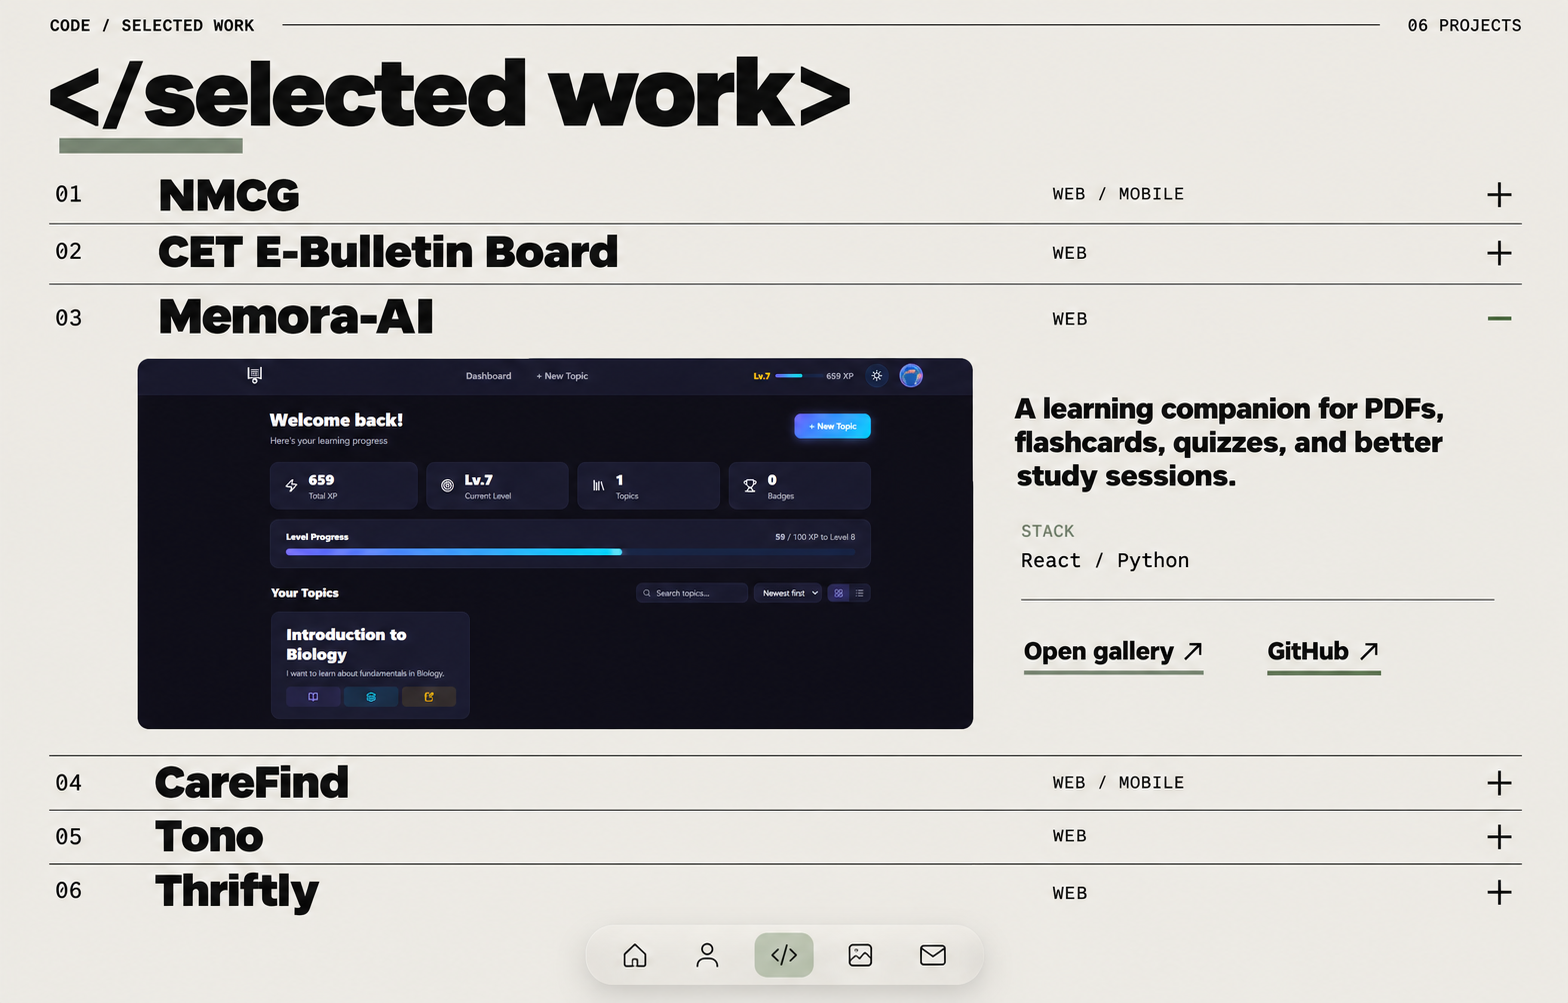 CODE / SELECTED WORK
06 PROJECTS
</selected work>
01 NMCG WEB / MOBILE +
02 CET E-Bulletin Board WEB +
03 Memora-AI WEB –
Dashboard + New Topic Lv.7 659 XP
Welcome back!
Here's your learning progress
+ New Topic
659
Total XP
Lv.7
Current Level
1
Topics
0
Badges
Level Progress
59 / 100 XP to Level 8
Your Topics
Search topics...
Newest first
Introduction to
Biology
I want to learn about fundamentals in Biology.
A learning companion for PDFs,
flashcards, quizzes, and better
study sessions.
STACK
React / Python
Open gallery ↗
GitHub ↗
04 CareFind WEB / MOBILE +
05 Tono WEB +
06 Thriftly WEB +
</>